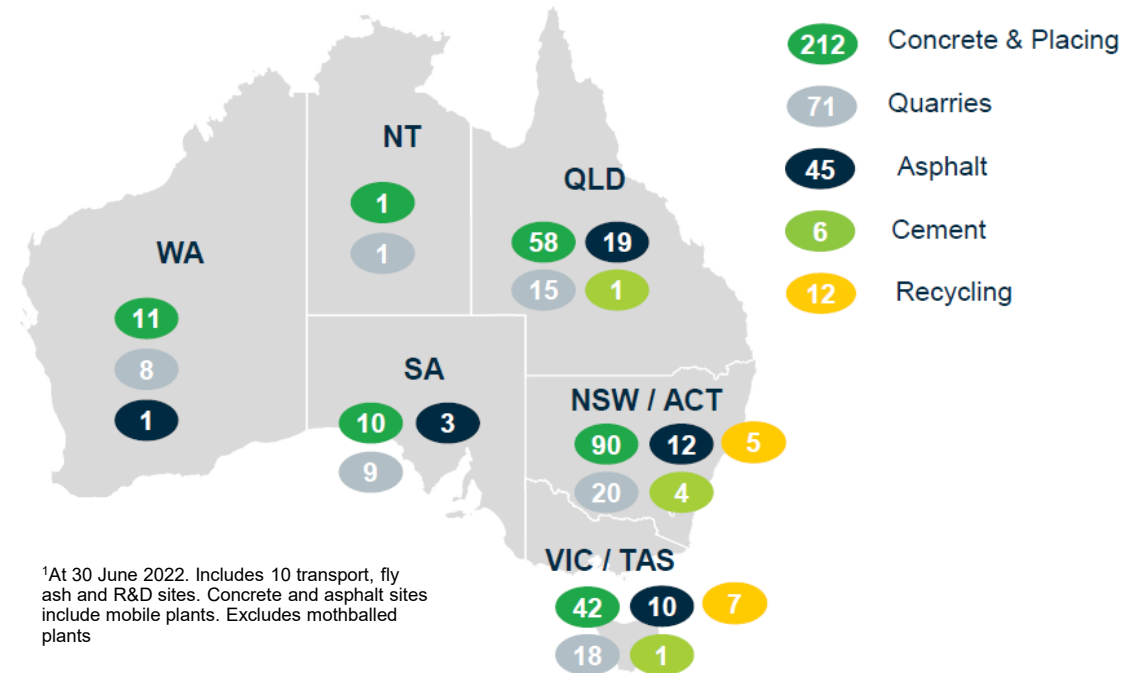 212 Concrete & Placing
71 Quarries
45 Asphalt
6 Cement
12 Recycling
NT
1
1
QLD
58 19
15 1
WA
11
8
1
SA
10 3
9
NSW / ACT
90 12 5
20 4
VIC / TAS
42 10 7
18 1
¹At 30 June 2022. Includes 10 transport, fly
ash and R&D sites. Concrete and asphalt sites
include mobile plants. Excludes mothballed
plants